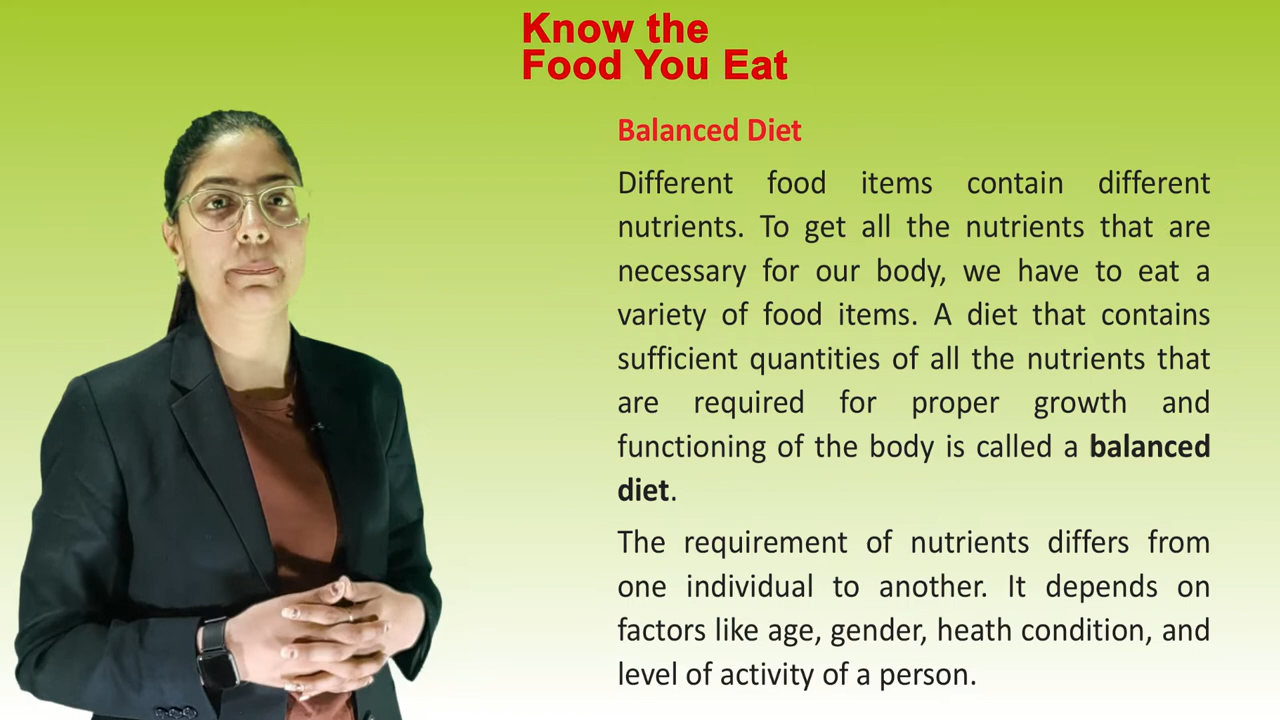 Know the
Food You Eat
Balanced Diet
Different food items contain different
nutrients. To get all the nutrients that are
necessary for our body, we have to eat a
variety of food items. A diet that contains
sufficient quantities of all the nutrients that
are required for proper growth and
functioning of the body is called a balanced
diet.
The requirement of nutrients differs from
one individual to another. It depends on
factors like age, gender, heath condition, and
level of activity of a person.